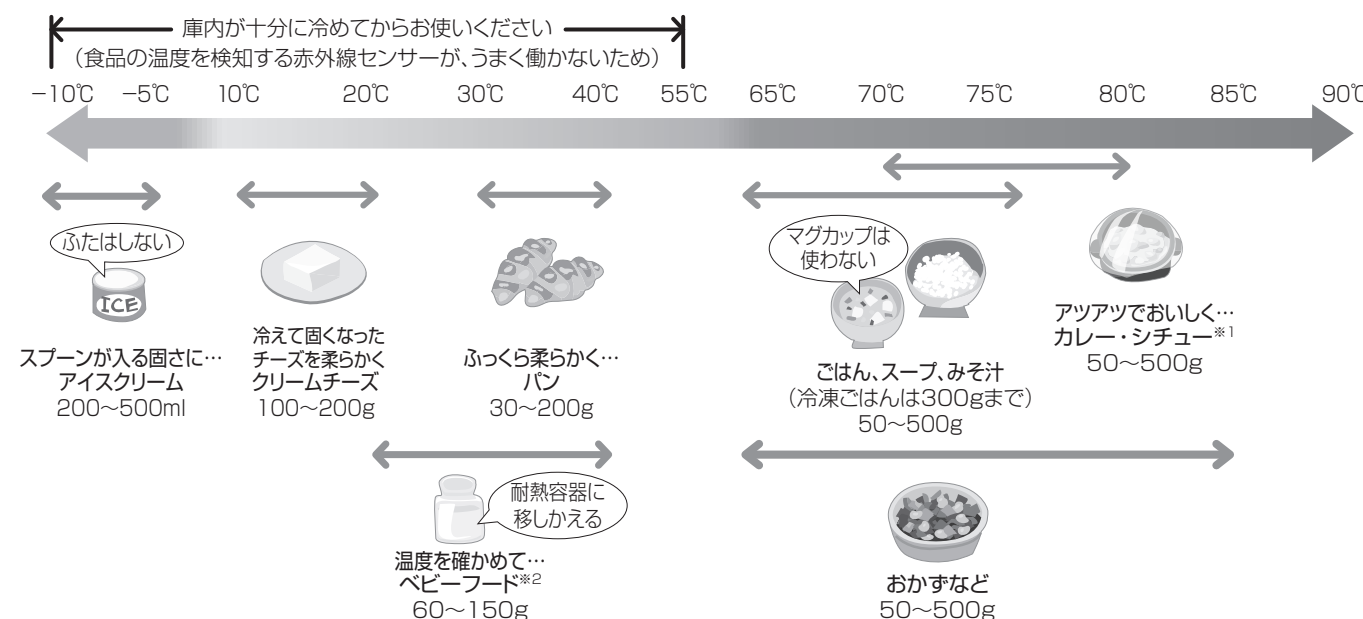 庫内が十分に冷めてからお使いください
（食品の温度を検知する赤外線センサーが、うまく働かないため）
−10℃ −5℃ 10℃ 20℃ 30℃ 40℃ 55℃ 65℃ 70℃ 75℃ 80℃ 85℃ 90℃
ふたはしない
ICE
スプーンが入る固さに…
アイスクリーム
200〜500ml
冷えて固くなった
チーズを柔らかく
クリームチーズ
100〜200g
ふっくら柔らかく…
パン
30〜200g
マグカップは
使わない
ごはん、スープ、みそ汁
（冷凍ごはんは300gまで）
50〜500g
アツアツでおいしく…
カレー・シチュー※1
50〜500g
耐熱容器に
移しかえる
温度を確かめて…
ベビーフード※2
60〜150g
おかずなど
50〜500g